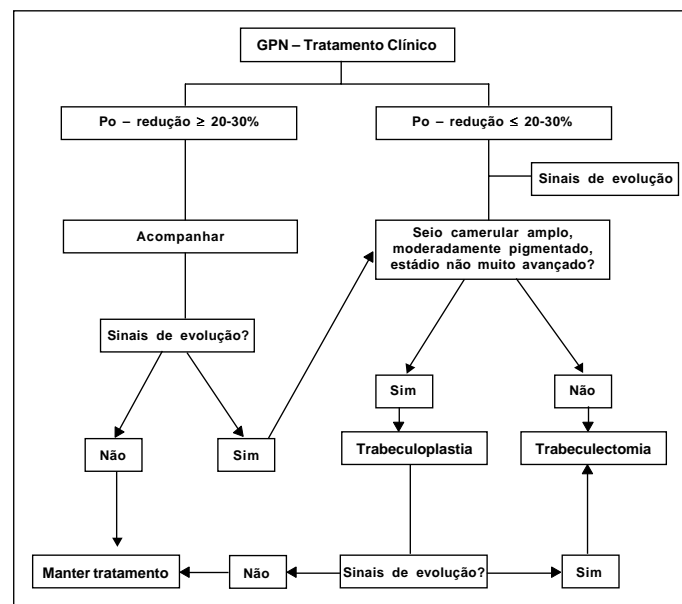 GPN – Tratamento Clínico
Po – redução ≥ 20-30%
Po – redução ≤ 20-30%
Sinais de evolução
Acompanhar
Seio camerular amplo,
moderadamente pigmentado,
estádio não muito avançado?
Sinais de evolução?
Sim
Não
Não
Sim
Trabeculoplastia
Trabeculectomia
Manter tratamento
Não
Sinais de evolução?
Sim